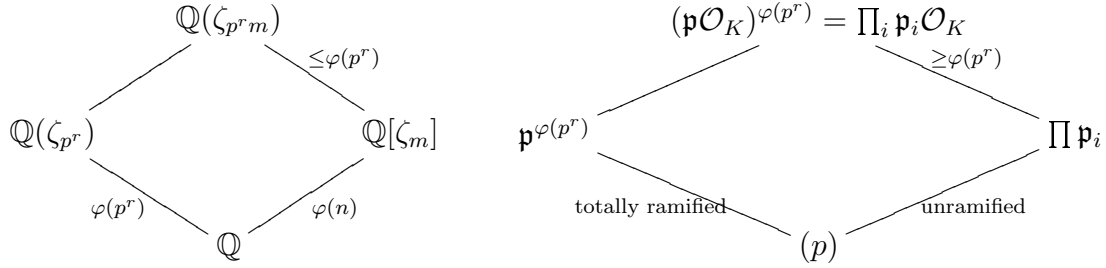 ℚ(ζ_{p^r m})
(𝔭𝒪_K)^{φ(p^r)} = ∏_i 𝔭_i𝒪_K
≤φ(p^r)
≥φ(p^r)
ℚ(ζ_{p^r})
ℚ[ζ_m]
𝔭^{φ(p^r)}
∏ 𝔭_i
φ(p^r)
φ(n)
totally ramified
unramified
ℚ
(p)